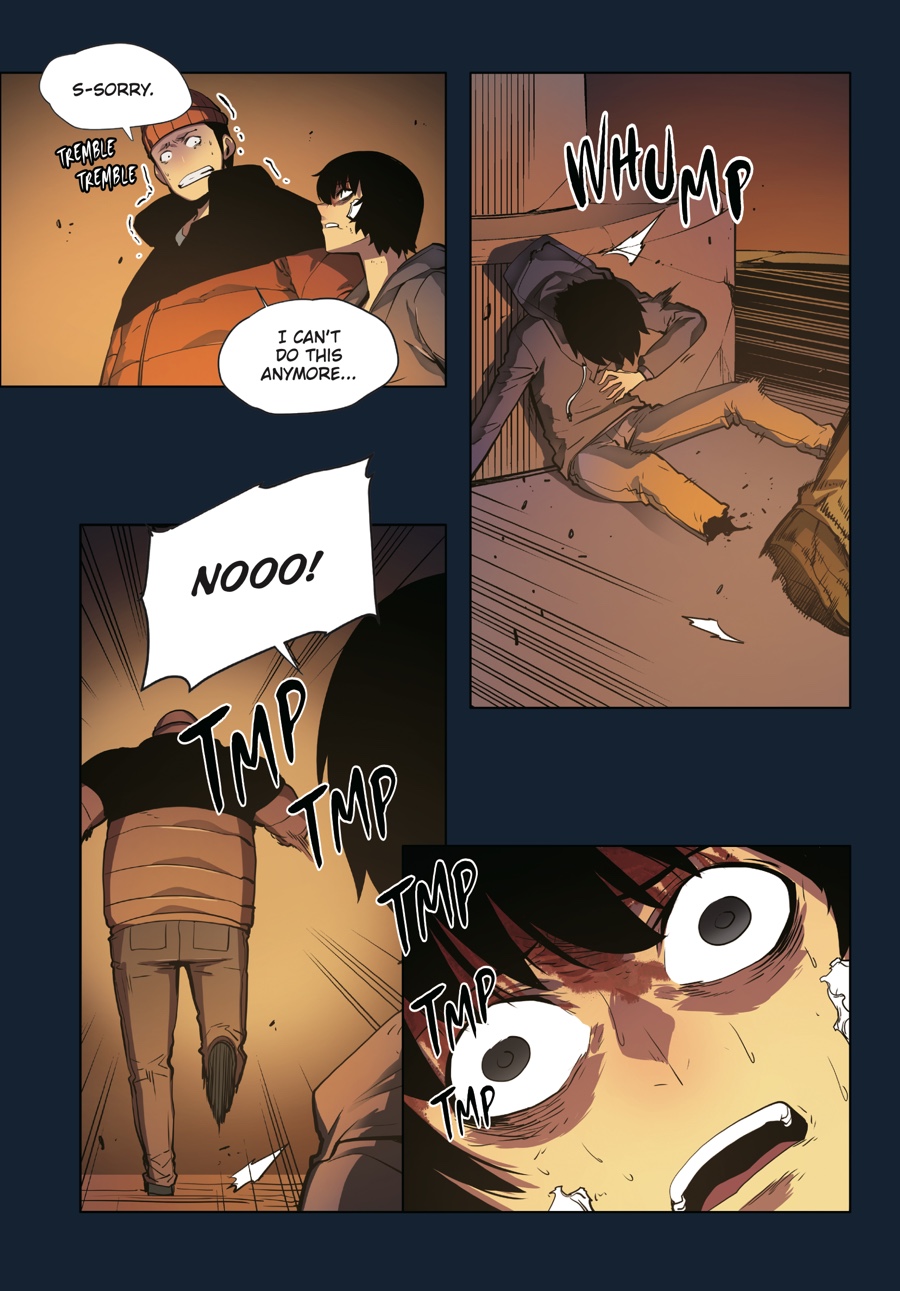 S-SORRY.
TREMBLE
TREMBLE
I CAN'T
DO THIS
ANYMORE...
WHUMP
NOOO!
TMP
TMP
TMP
TMP
TMP